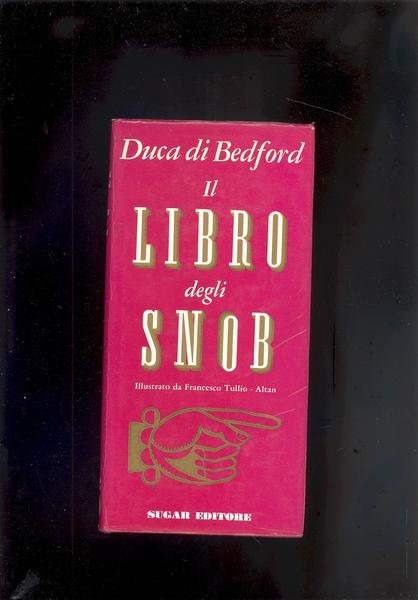 Duca di Bedford
Il
LIBRO
degli
SNOB
Illustrato da Francesco Tullio - Altan
SUGAR EDITORE